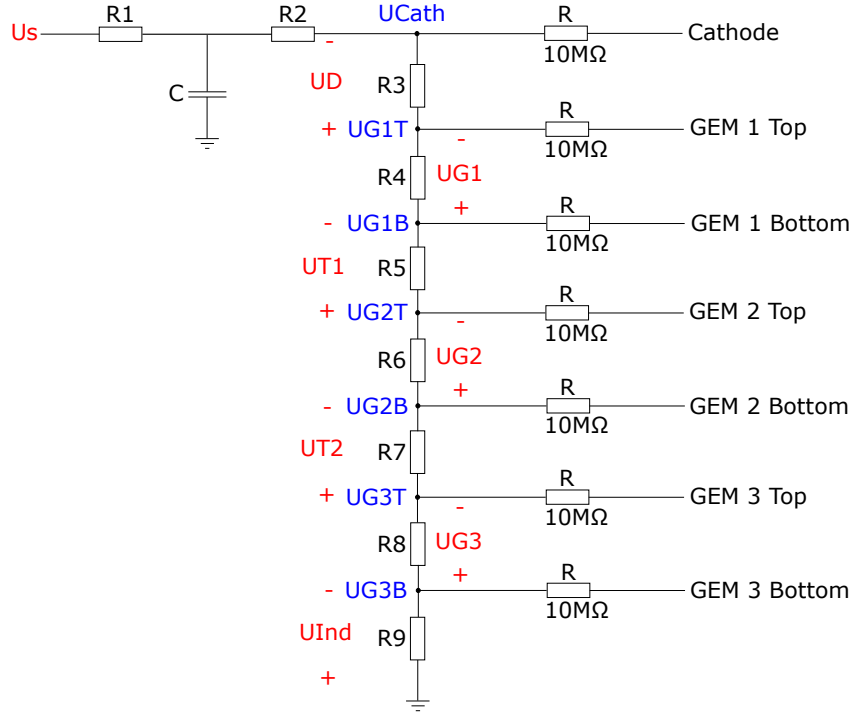 UCath
Us
R1
R2
-
R
Cathode
10MΩ
UD
R3
C
+
UG1T
-
R
GEM 1 Top
10MΩ
R4
UG1
+
-
UG1B
R
GEM 1 Bottom
10MΩ
UT1
R5
+
UG2T
-
R
GEM 2 Top
10MΩ
R6
UG2
+
-
UG2B
R
GEM 2 Bottom
10MΩ
UT2
R7
+
UG3T
-
R
GEM 3 Top
10MΩ
R8
UG3
+
-
UG3B
R
GEM 3 Bottom
10MΩ
UInd
R9
+